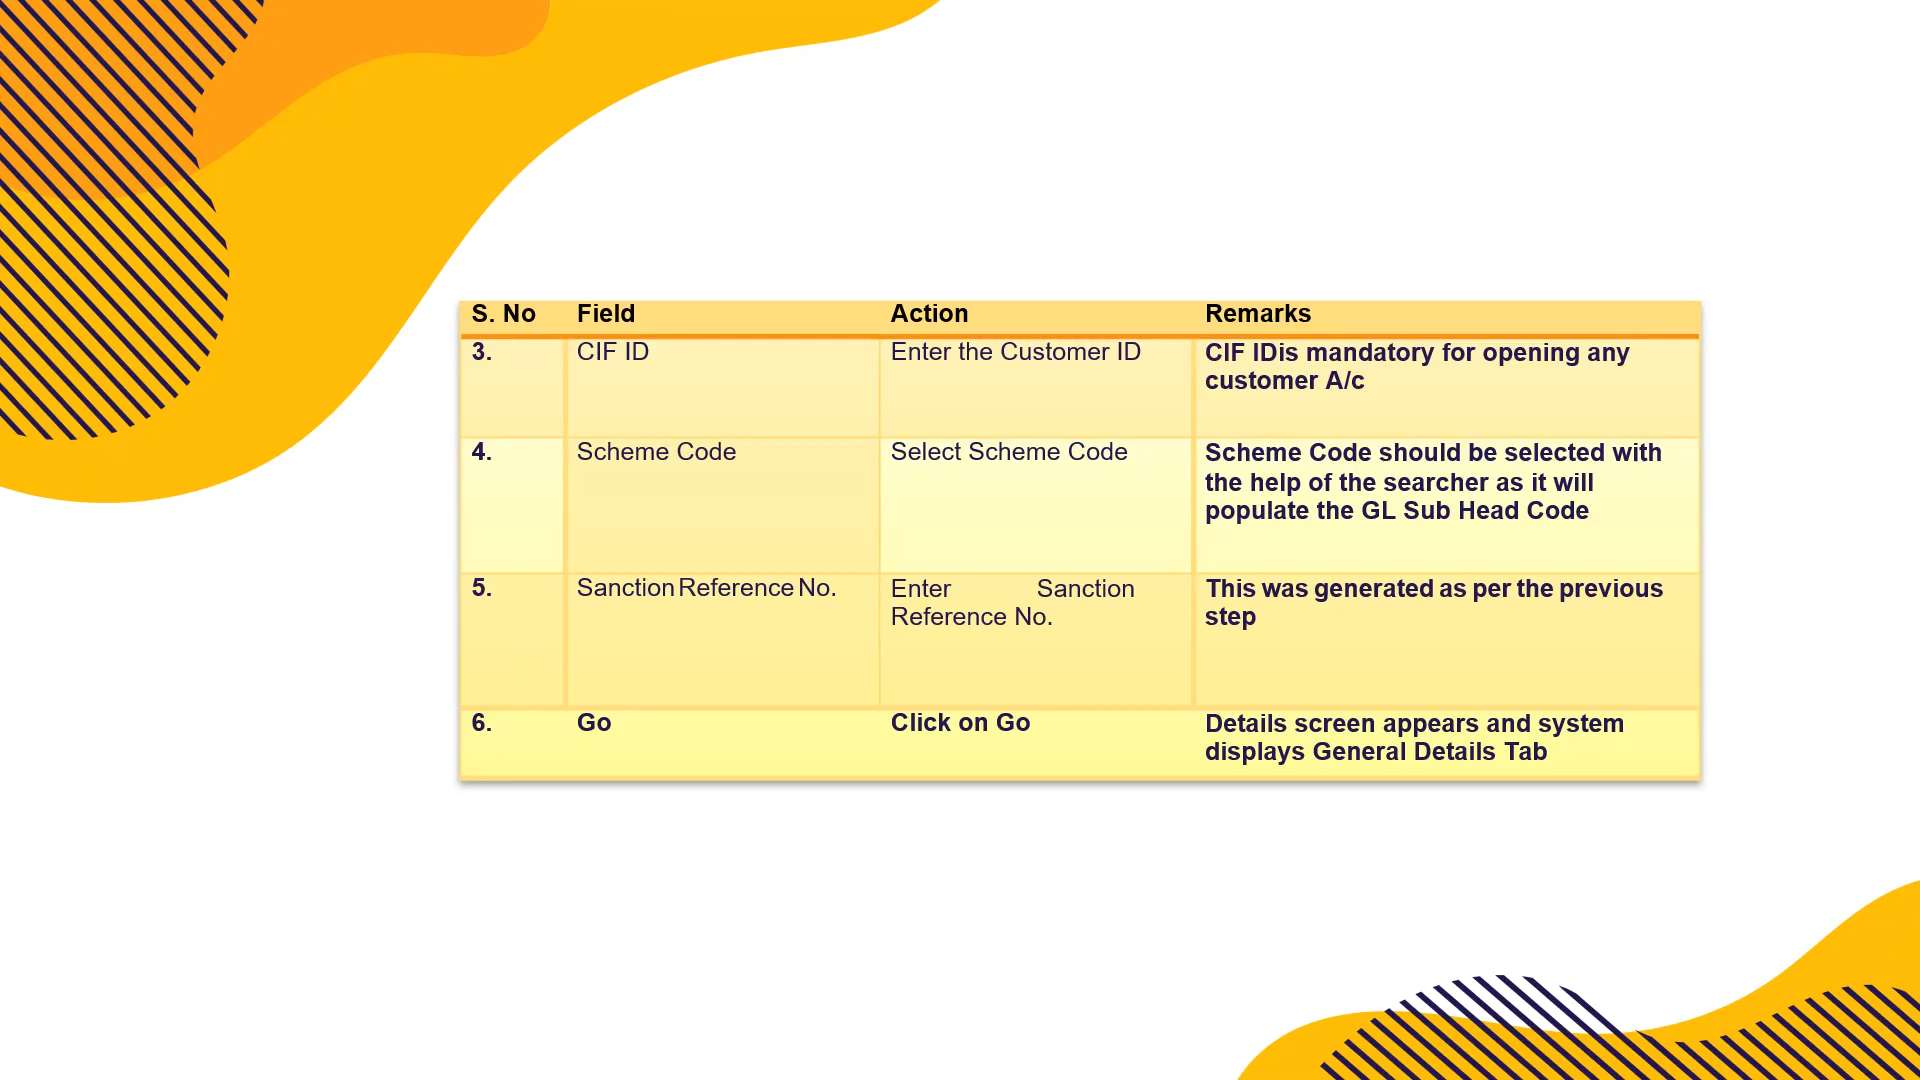 S. No Field Action Remarks
3. CIF ID Enter the Customer ID CIF IDis mandatory for opening any
customer A/c
4. Scheme Code Select Scheme Code Scheme Code should be selected with
the help of the searcher as it will
populate the GL Sub Head Code
5. Sanction Reference No. Enter Sanction This was generated as per the previous
Reference No. step
6. Go Click on Go Details screen appears and system
displays General Details Tab